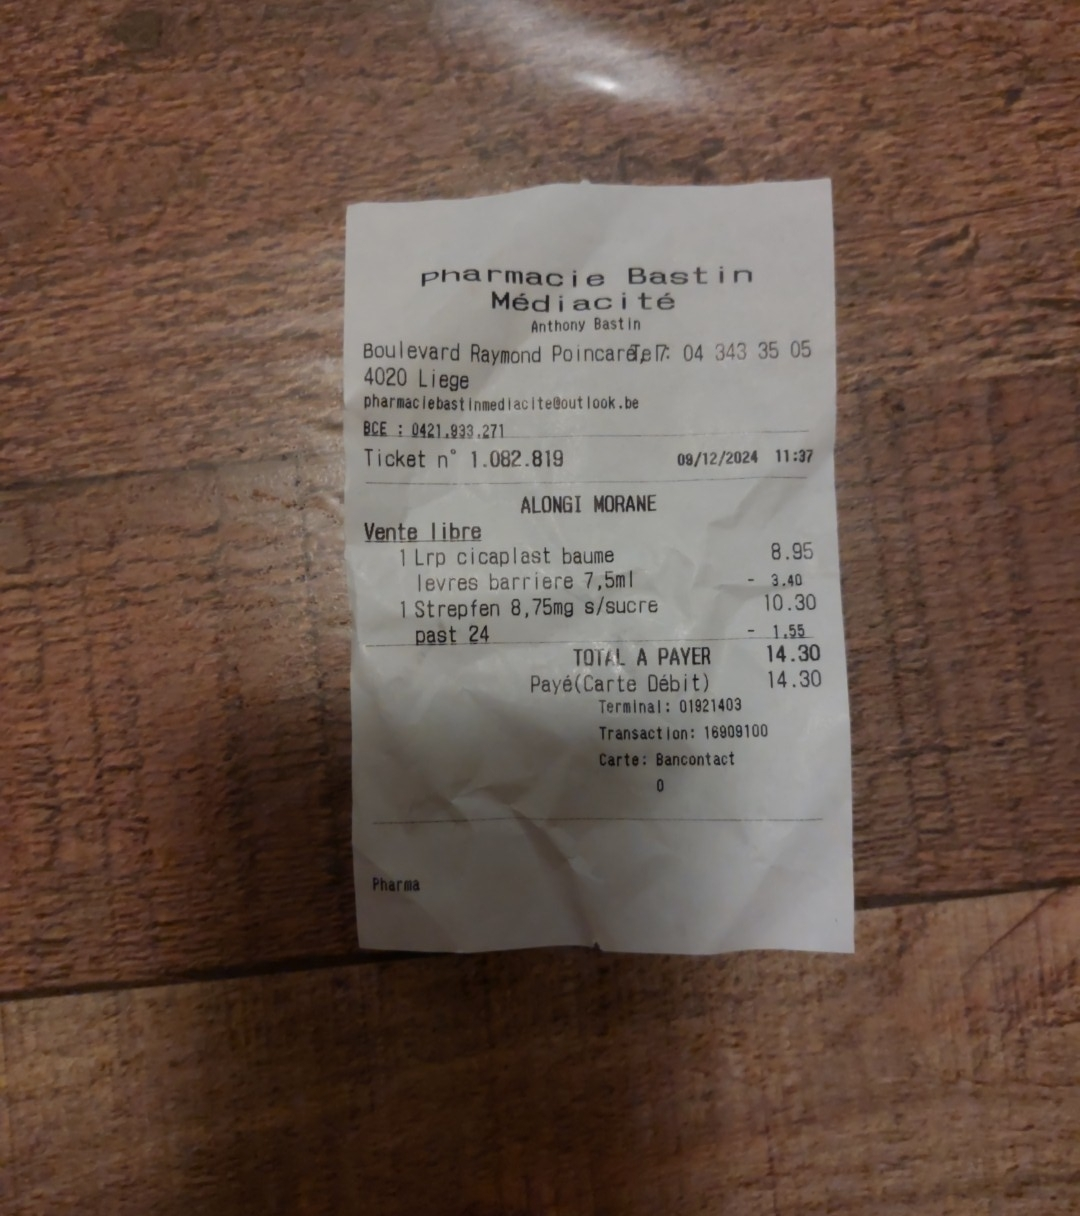 Pharmacie Bastin
Médiacité
Anthony Bastin
Boulevard Raymond Poincaré, 7 Tel: 04 343 35 05
4020 Liege
pharmaciebastinmediacite@outlook.be
BCE : 0421.933.271
Ticket n° 1.082.819 09/12/2024 11:37
ALONGI MORANE
Vente libre
1 Lrp cicaplast baume 8.95
levres barriere 7,5ml - 3.40
1 Strepfen 8,75mg s/sucre 10.30
past 24 - 1.55
TOTAL A PAYER 14.30
Payé(Carte Débit) 14.30
Terminal: 01921403
Transaction: 16909100
Carte: Bancontact
0
Pharma